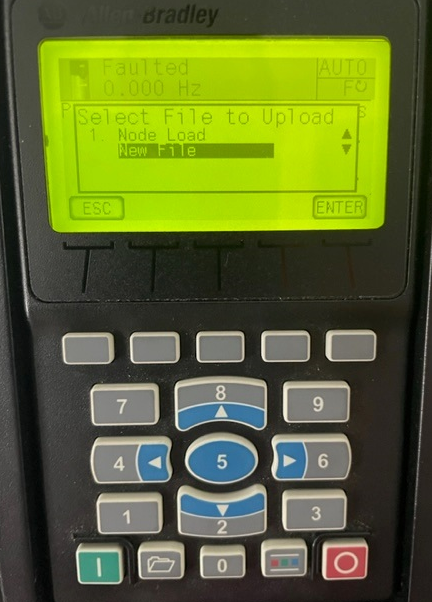 Allen-Bradley
Faulted AUTO
0.000 Hz F
Select File to Upload
1. Node Load
New File
ESC ENTER
7 8 9
4 5 6
1 2 3
0